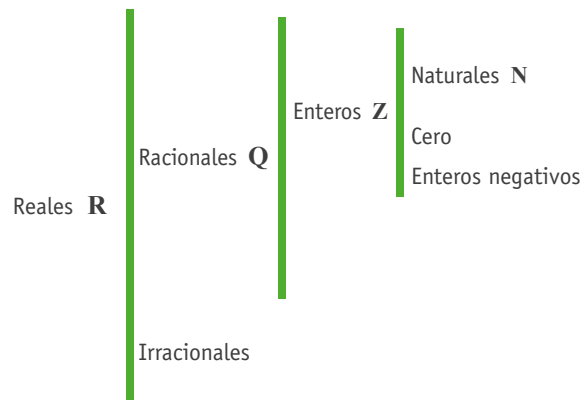 Naturales N
Enteros Z
Cero
Racionales Q
Enteros negativos
Reales R
Irracionales